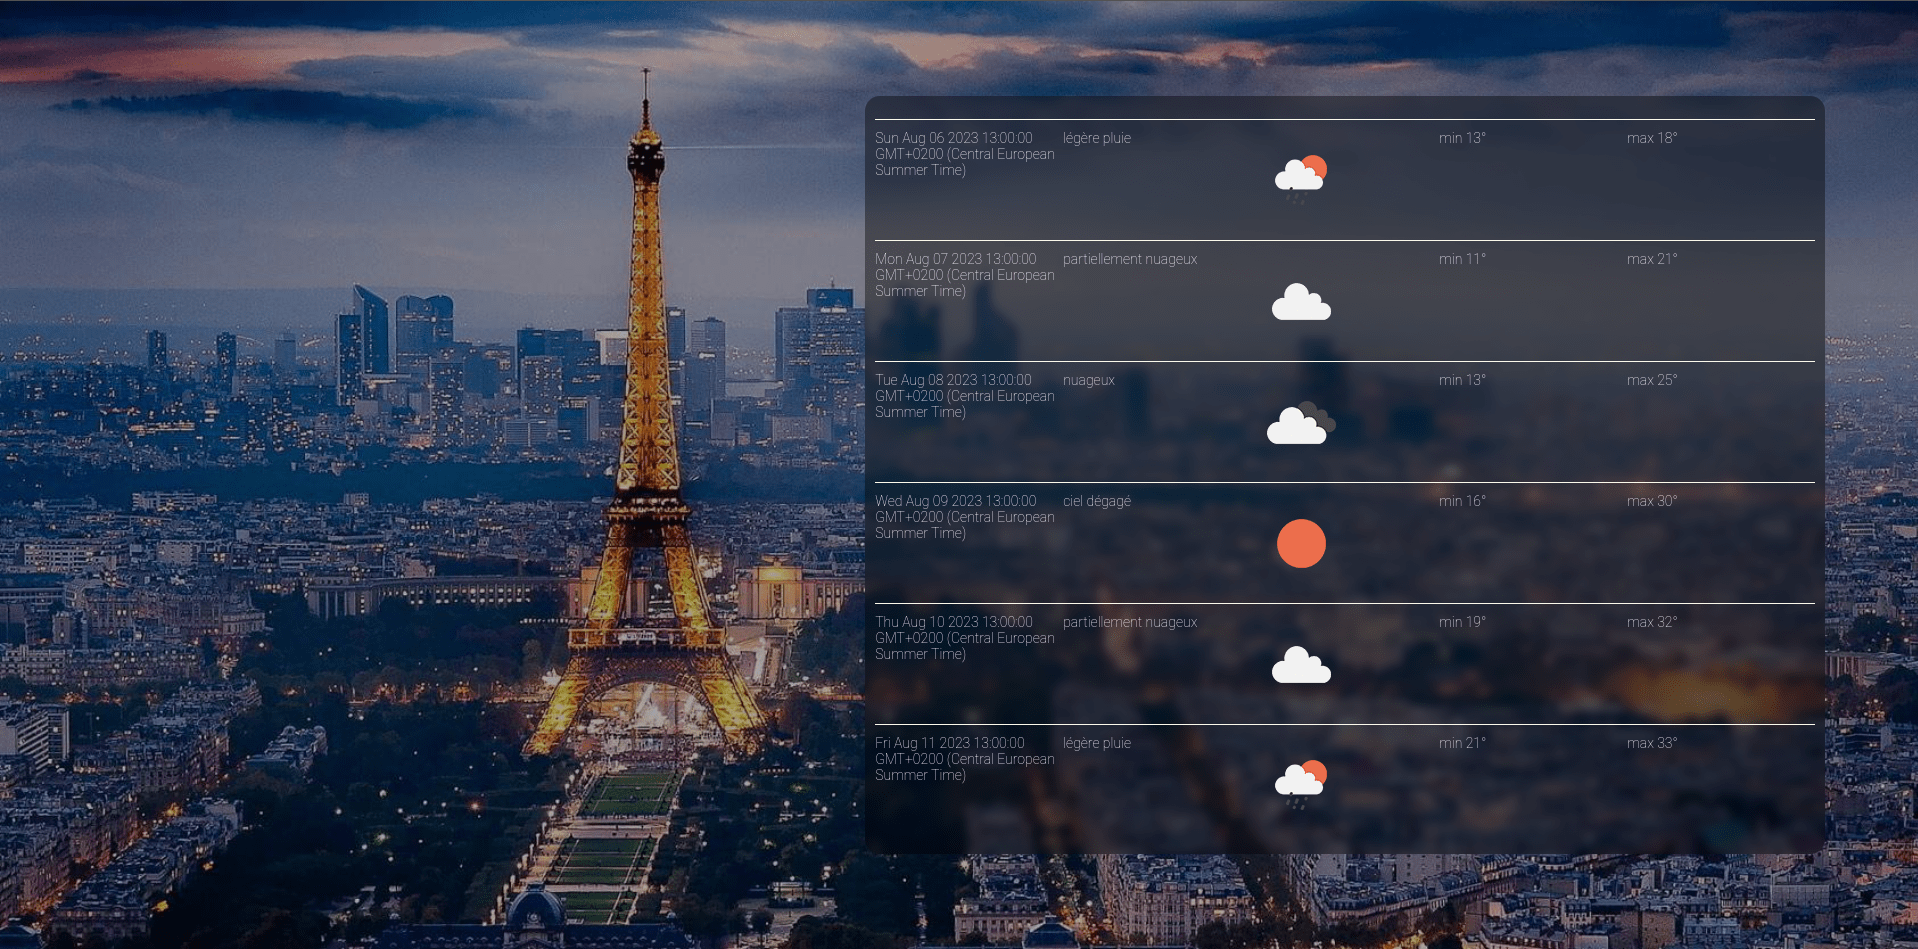 Sun Aug 06 2023 13:00:00
GMT+0200 (Central European
Summer Time)
légère pluie
min 13°
max 18°
Mon Aug 07 2023 13:00:00
GMT+0200 (Central European
Summer Time)
partiellement nuageux
min 11°
max 21°
Tue Aug 08 2023 13:00:00
GMT+0200 (Central European
Summer Time)
nuageux
min 13°
max 25°
Wed Aug 09 2023 13:00:00
GMT+0200 (Central European
Summer Time)
ciel dégagé
min 16°
max 30°
Thu Aug 10 2023 13:00:00
GMT+0200 (Central European
Summer Time)
partiellement nuageux
min 19°
max 32°
Fri Aug 11 2023 13:00:00
GMT+0200 (Central European
Summer Time)
légère pluie
min 21°
max 33°